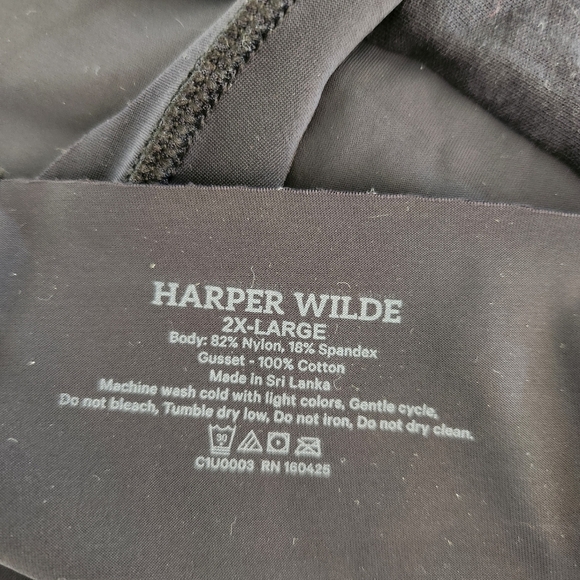 HARPER WILDE
2X-LARGE
Body: 82% Nylon, 18% Spandex
Gusset - 100% Cotton
Made in Sri Lanka
Machine wash cold with light colors, Gentle cycle,
Do not bleach, Tumble dry low, Do not iron, Do not dry clean.
30
C1U0003 RN 160425